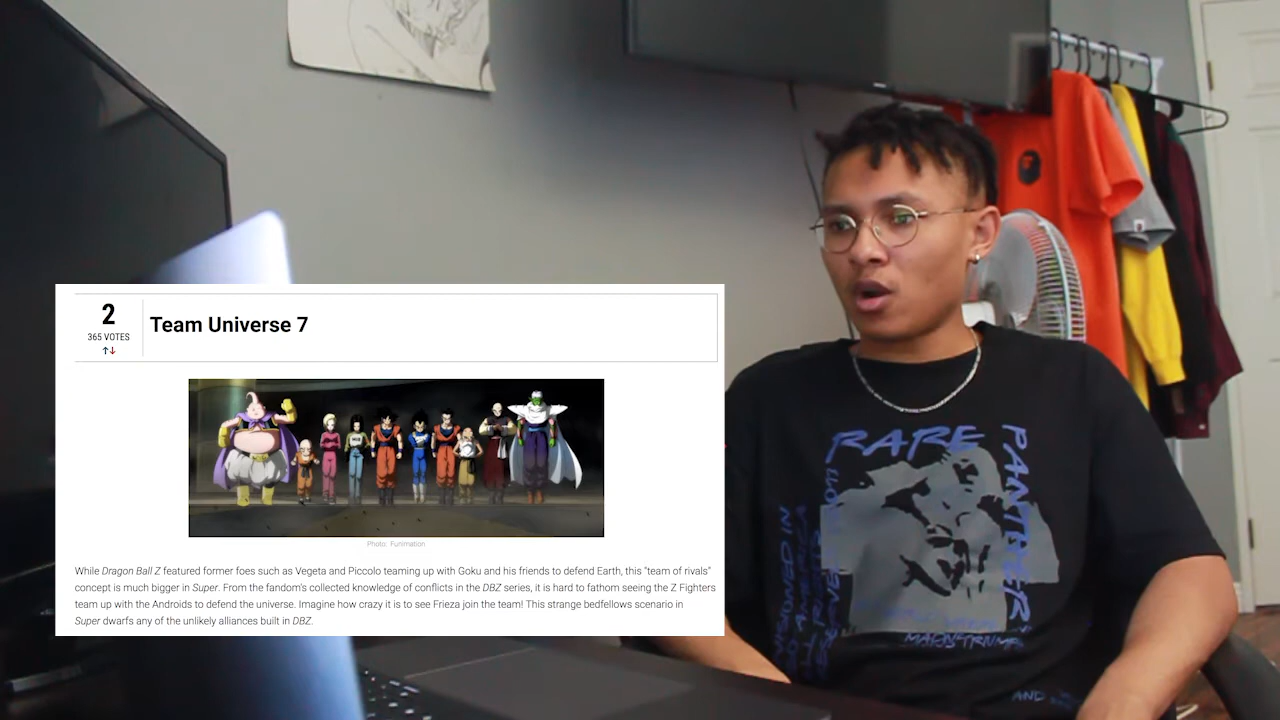 2
365 VOTES
Team Universe 7
Photo: Funimation
While Dragon Ball Z featured former foes such as Vegeta and Piccolo teaming up with Goku and his friends to defend Earth, this "team of rivals"
concept is much bigger in Super. From the fandom's collected knowledge of conflicts in the DBZ series, it is hard to fathom seeing the Z Fighters
team up with the Androids to defend the universe. Imagine how crazy it is to see Frieza join the team! This strange bedfellows scenario in
Super dwarfs any of the unlikely alliances built in DBZ.
RARE
PANTHER
AND